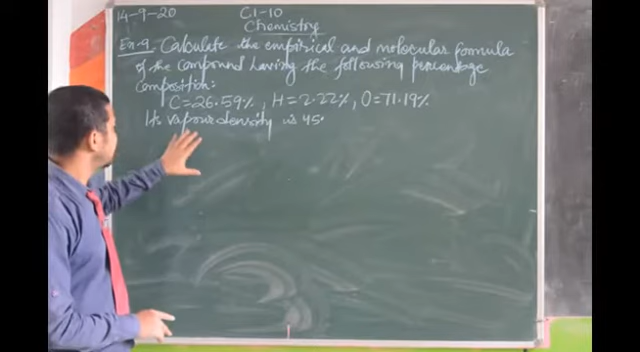 14-9-20 Cl-10
Chemistry
Ex.9. Calculate the empirical and molecular formula
of the compound having the following percentage
composition:
C=26.59%, H=2.22%, O=71.19%
Its vapour density is 45.